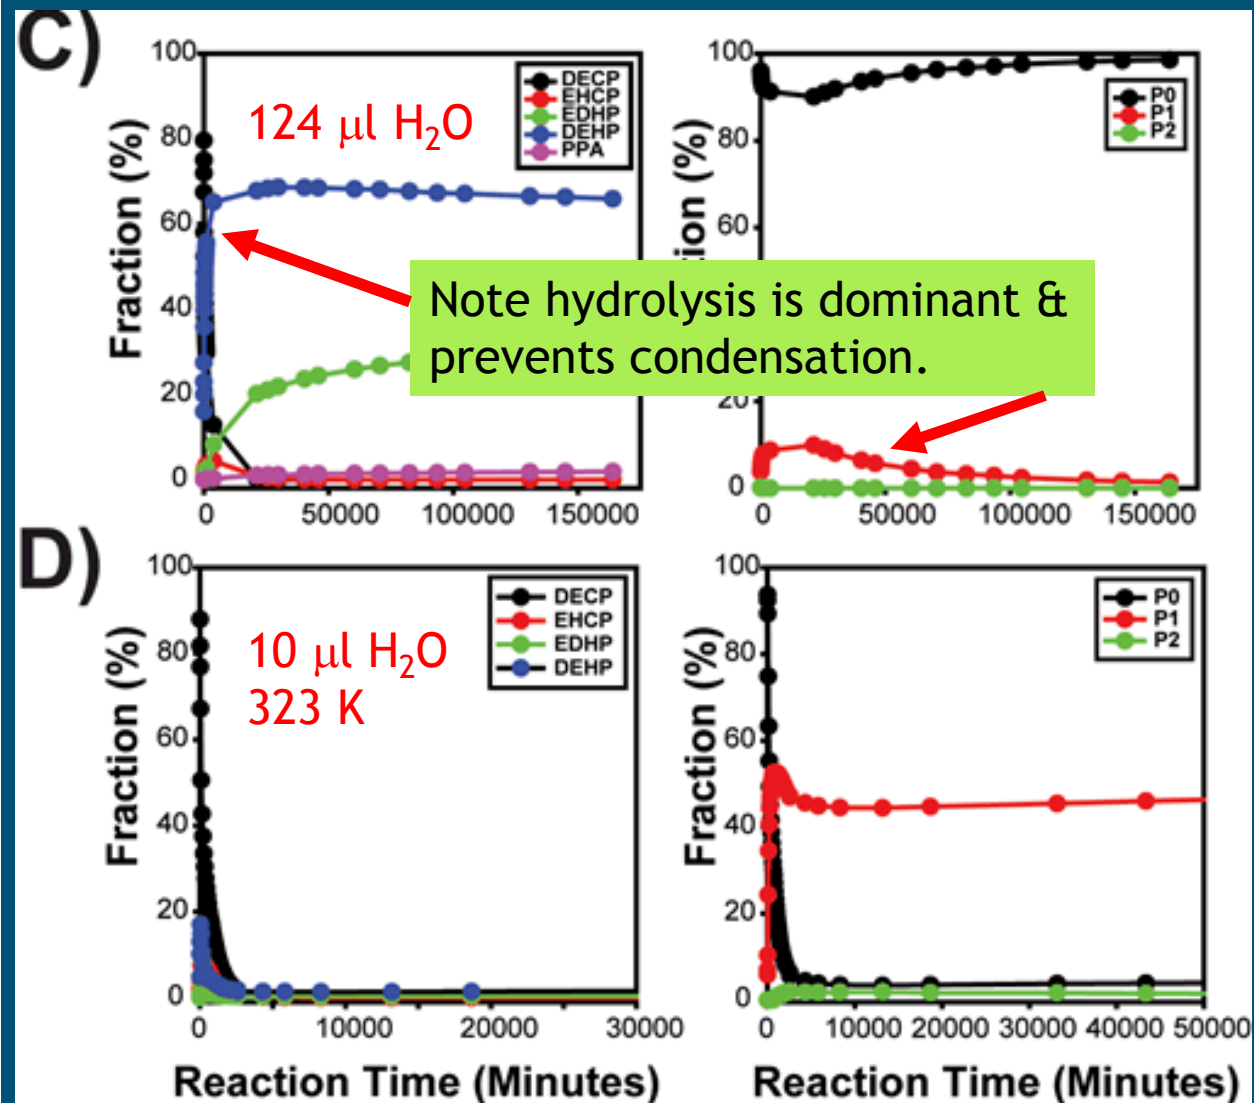 C)
100
80
60
40
20
0
Fraction (%)
124 μl H₂O
DECP
EHCP
EDHP
DEHP
PPA
0 50000 100000 150000
100
80
60
20
0
P0
P1
P2
0 50000 100000 150000
Note hydrolysis is dominant &
prevents condensation.
D)
100
80
60
40
20
0
Fraction (%)
10 μl H₂O
323 K
DECP
EHCP
EDHP
DEHP
0 10000 20000 30000
Reaction Time (Minutes)
100
80
60
40
20
0
Fraction (%)
P0
P1
P2
0 10000 20000 30000 40000 50000
Reaction Time (Minutes)